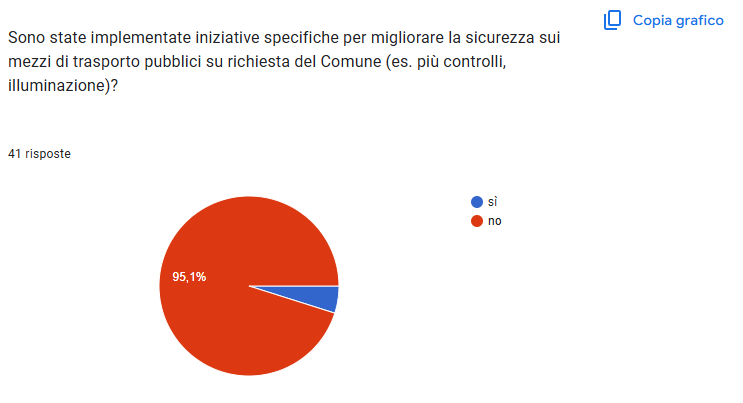 Copia grafico
Sono state implementate iniziative specifiche per migliorare la sicurezza sui
mezzi di trasporto pubblici su richiesta del Comune (es. più controlli,
illuminazione)?
41 risposte
sì
no
95,1%